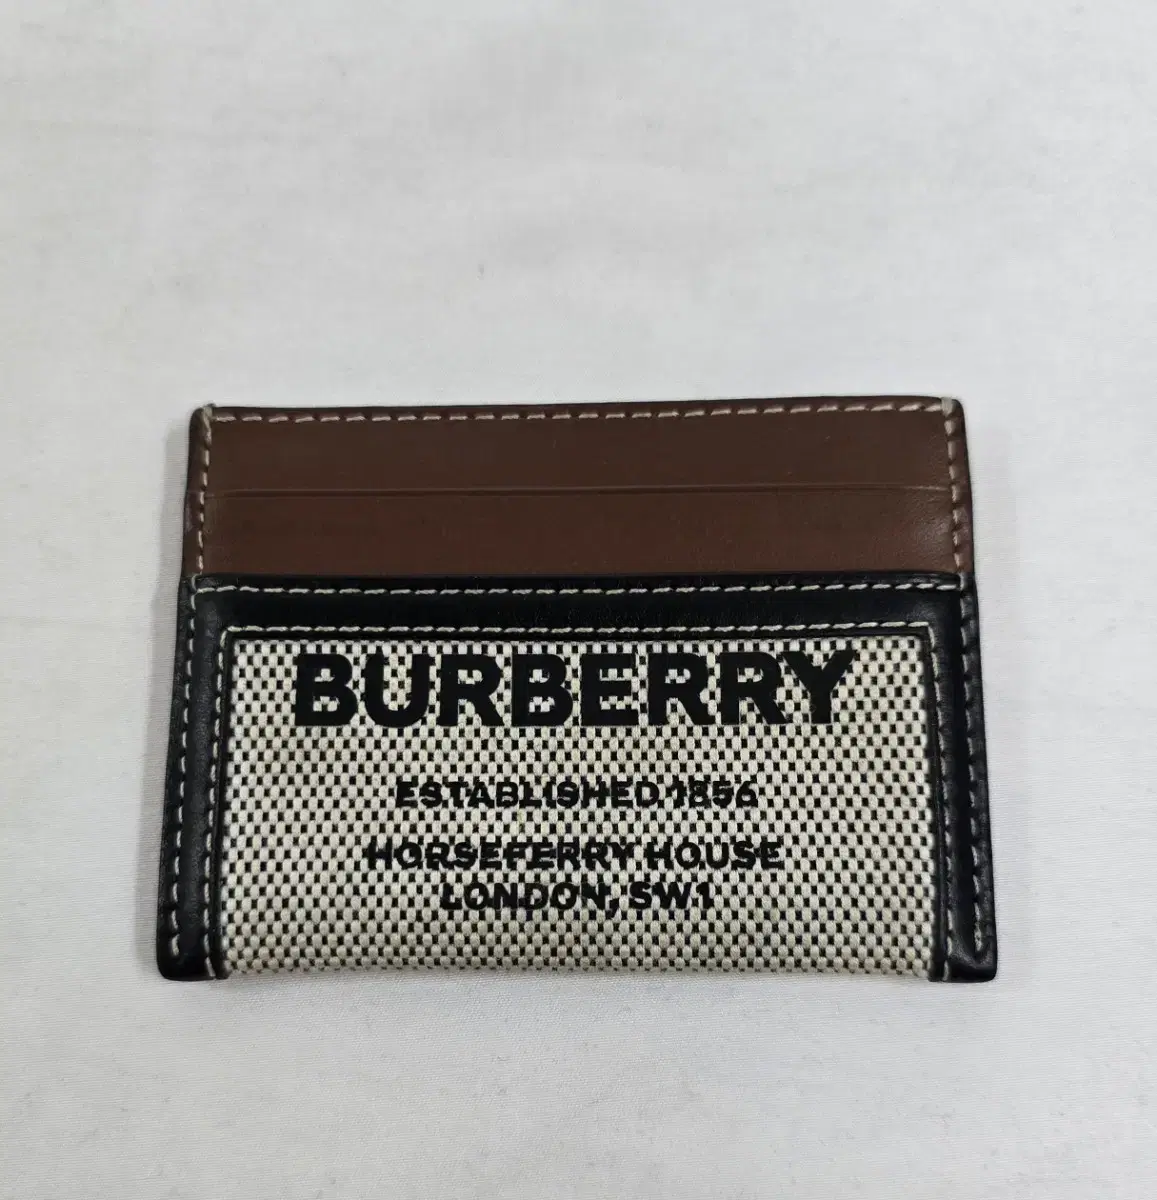 BURBERRY
ESTABLISHED 1856
HORSEFERRY HOUSE
LONDON, SW1